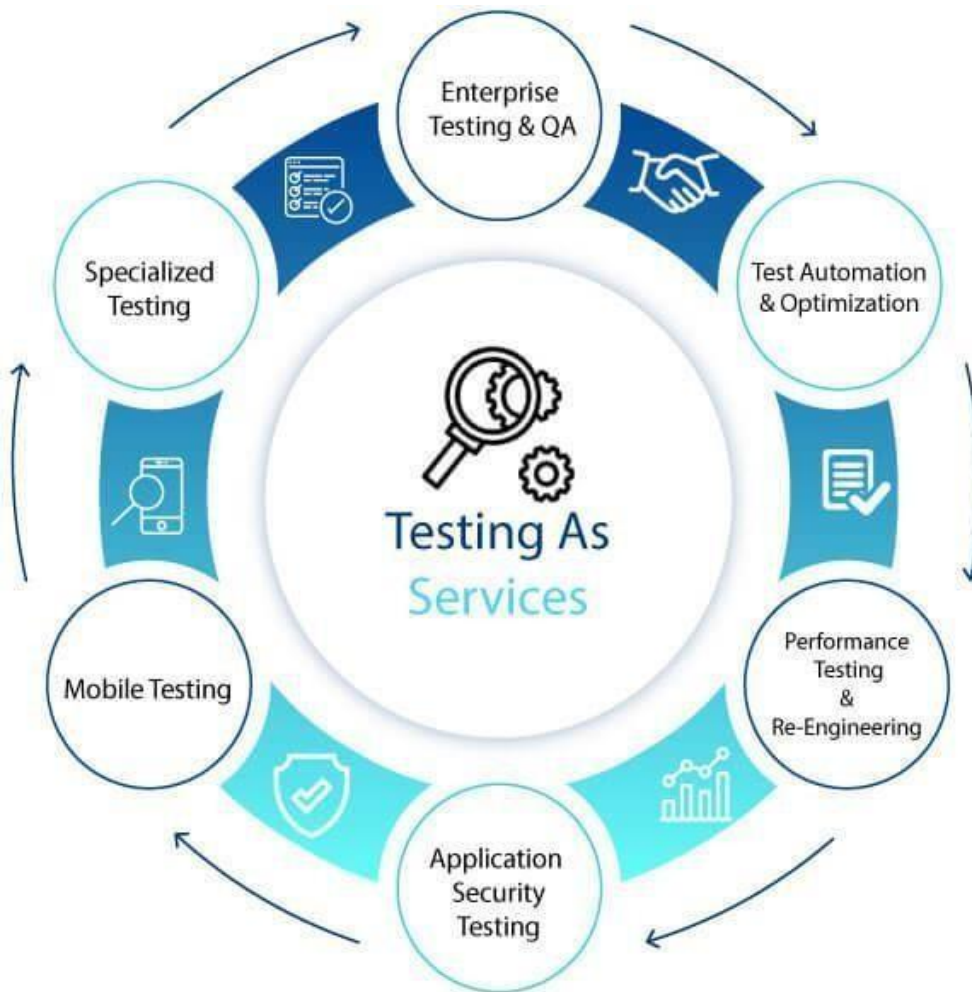 Enterprise
Testing & QA
Test Automation
& Optimization
Performance
Testing
&
Re-Engineering
Application
Security
Testing
Mobile Testing
Specialized
Testing
Testing As
Services